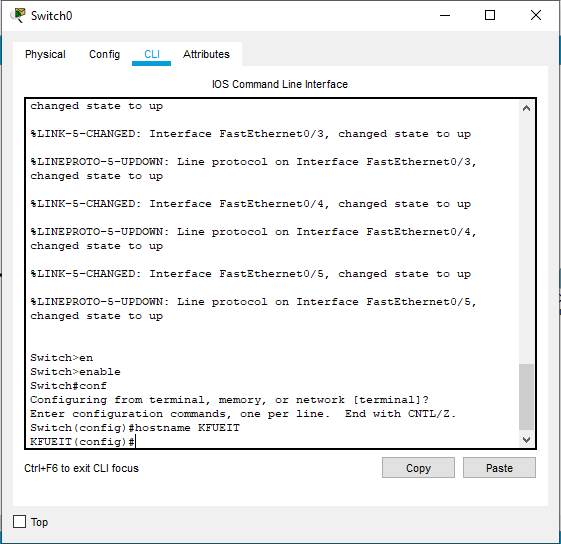 Switch0
Physical Config CLI Attributes
IOS Command Line Interface
changed state to up
%LINK-5-CHANGED: Interface FastEthernet0/3, changed state to up
%LINEPROTO-5-UPDOWN: Line protocol on Interface FastEthernet0/3,
changed state to up
%LINK-5-CHANGED: Interface FastEthernet0/4, changed state to up
%LINEPROTO-5-UPDOWN: Line protocol on Interface FastEthernet0/4,
changed state to up
%LINK-5-CHANGED: Interface FastEthernet0/5, changed state to up
%LINEPROTO-5-UPDOWN: Line protocol on Interface FastEthernet0/5,
changed state to up
Switch>en
Switch>enable
Switch#conf
Configuring from terminal, memory, or network [terminal]?
Enter configuration commands, one per line.  End with CNTL/Z.
Switch(config)#hostname KFUEIT
KFUEIT(config)#
Ctrl+F6 to exit CLI focus
Copy Paste
Top